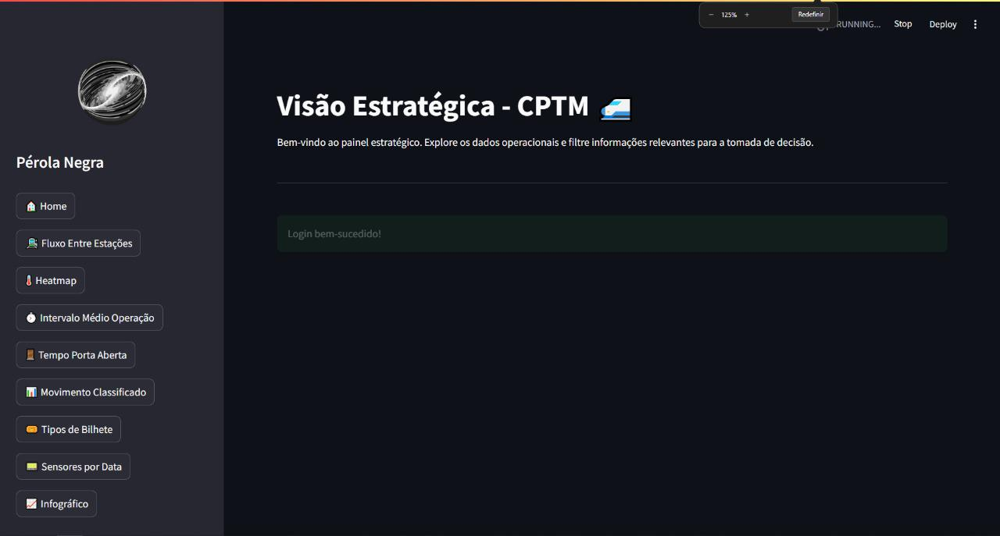 125%
Redefinir
RUNNING...
Stop
Deploy
Pérola Negra
Home
Fluxo Entre Estações
Heatmap
Intervalo Médio Operação
Tempo Porta Aberta
Movimento Classificado
Tipos de Bilhete
Sensores por Data
Infográfico
Visão Estratégica - CPTM
Bem-vindo ao painel estratégico. Explore os dados operacionais e filtre informações relevantes para a tomada de decisão.
Login bem-sucedido!